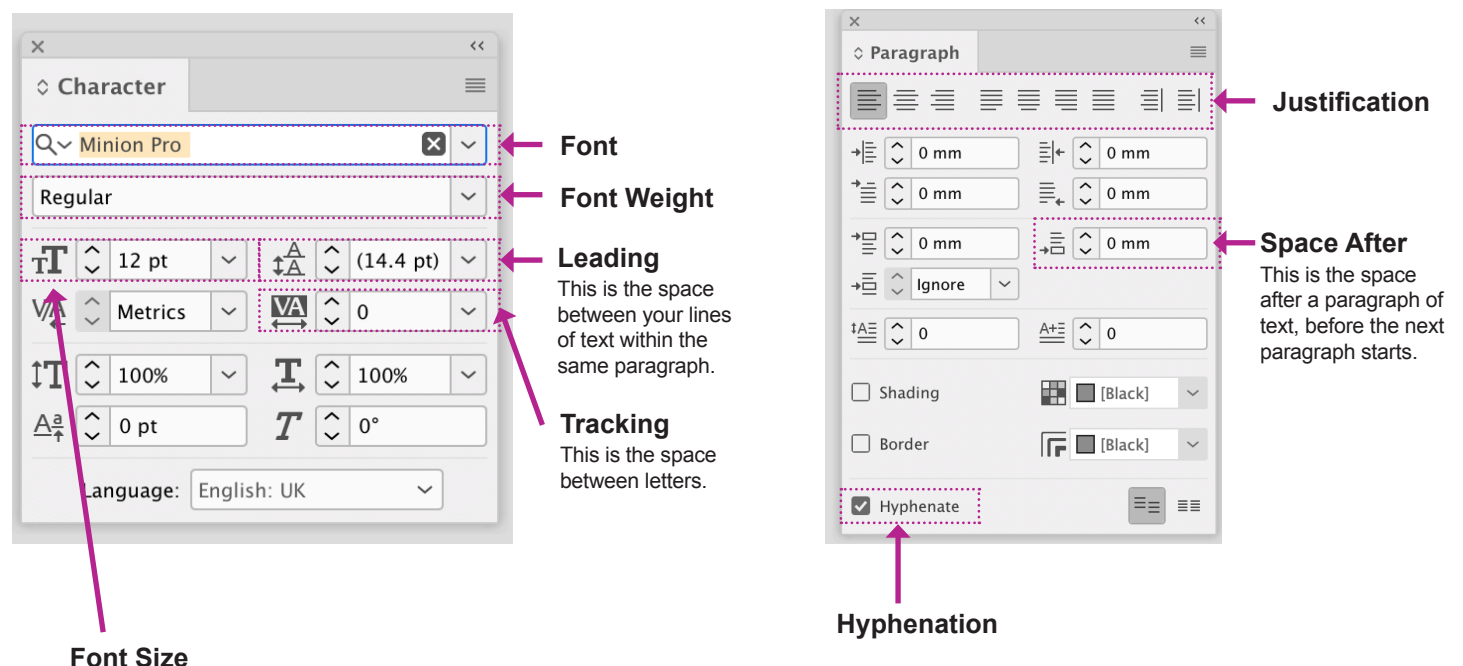 Character
Minion Pro
Font
Regular
Font Weight
12 pt
(14.4 pt)
Leading
This is the space
between your lines
of text within the
same paragraph.
Metrics
VA
0
100%
100%
0 pt
0°
Tracking
This is the space
between letters.
Language:
English: UK
Font Size
Paragraph
Justification
0 mm
0 mm
0 mm
0 mm
0 mm
0 mm
Space After
This is the space
after a paragraph of
text, before the next
paragraph starts.
Ignore
0
0
Shading
[Black]
Border
[Black]
Hyphenate
Hyphenation